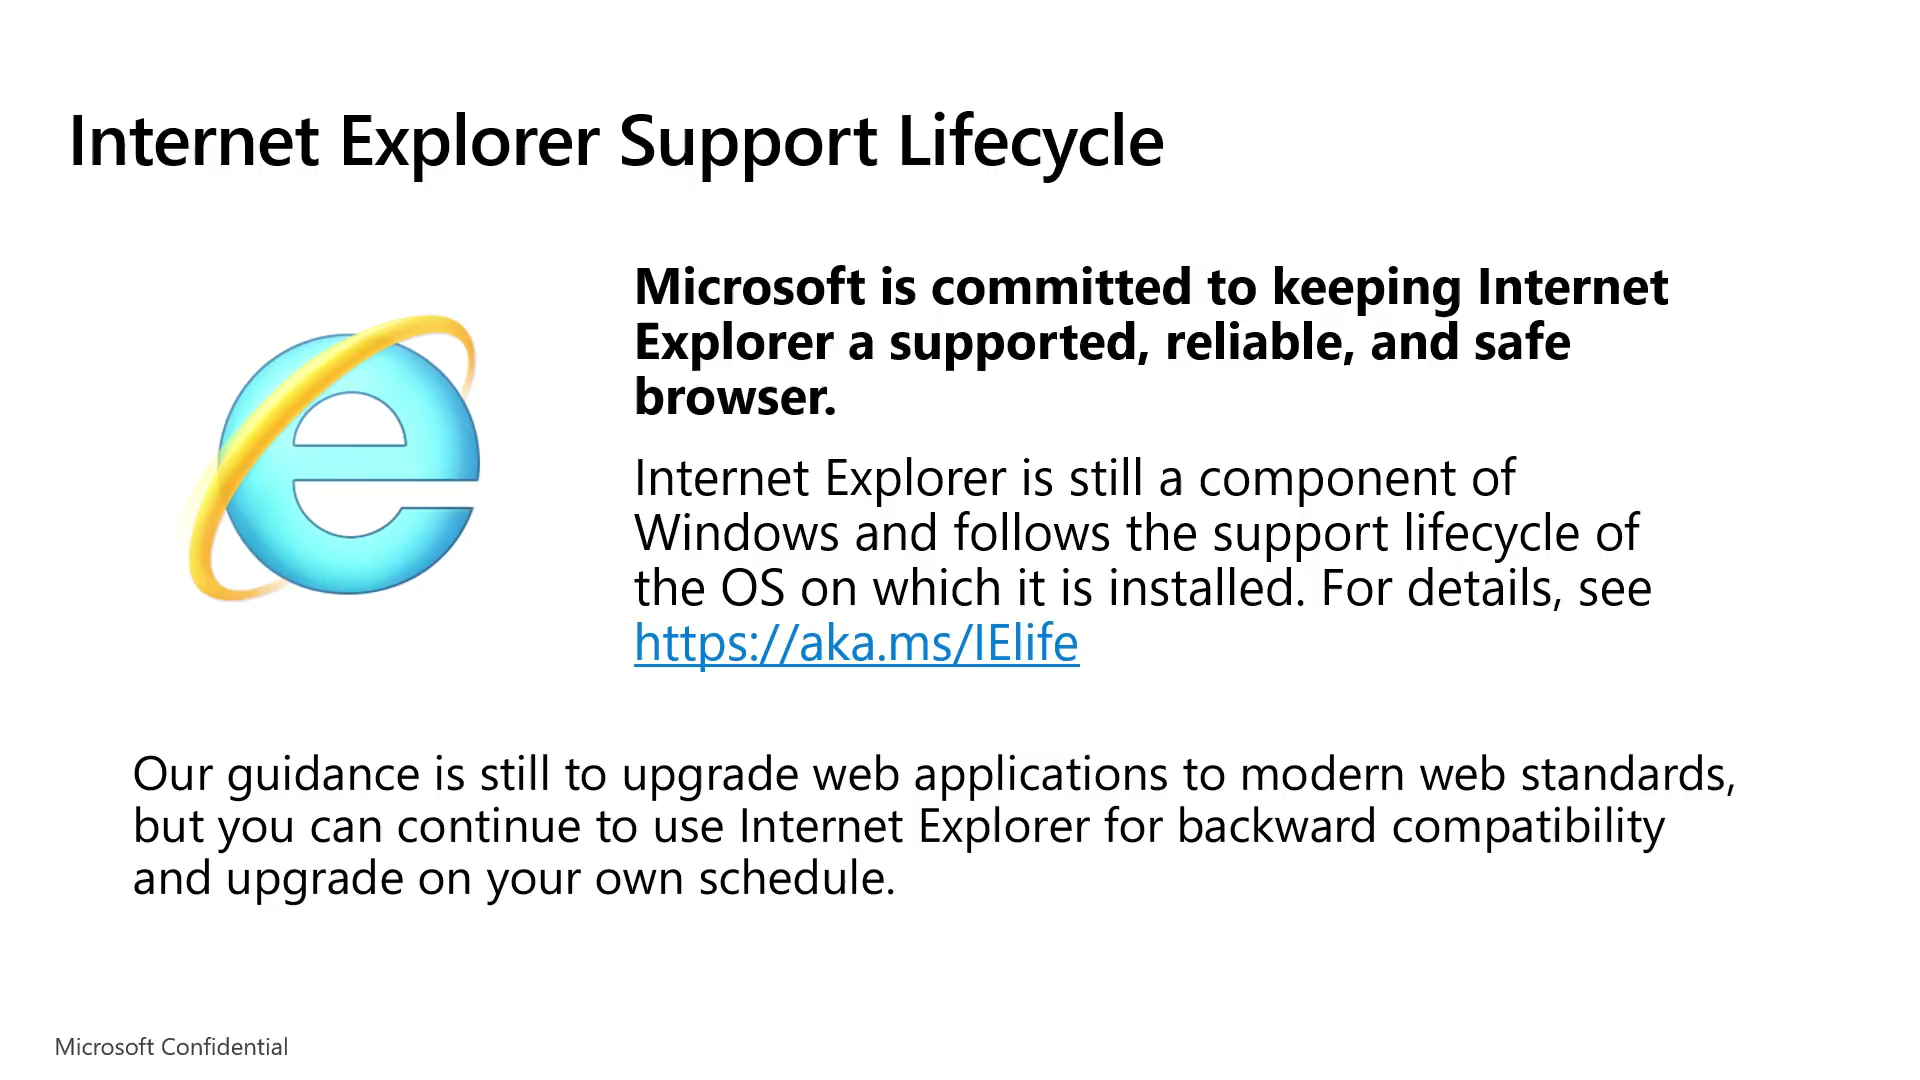 Internet Explorer Support Lifecycle
Microsoft is committed to keeping Internet
Explorer a supported, reliable, and safe
browser.
Internet Explorer is still a component of
Windows and follows the support lifecycle of
the OS on which it is installed. For details, see
https://aka.ms/IElife
Our guidance is still to upgrade web applications to modern web standards,
but you can continue to use Internet Explorer for backward compatibility
and upgrade on your own schedule.
Microsoft Confidential